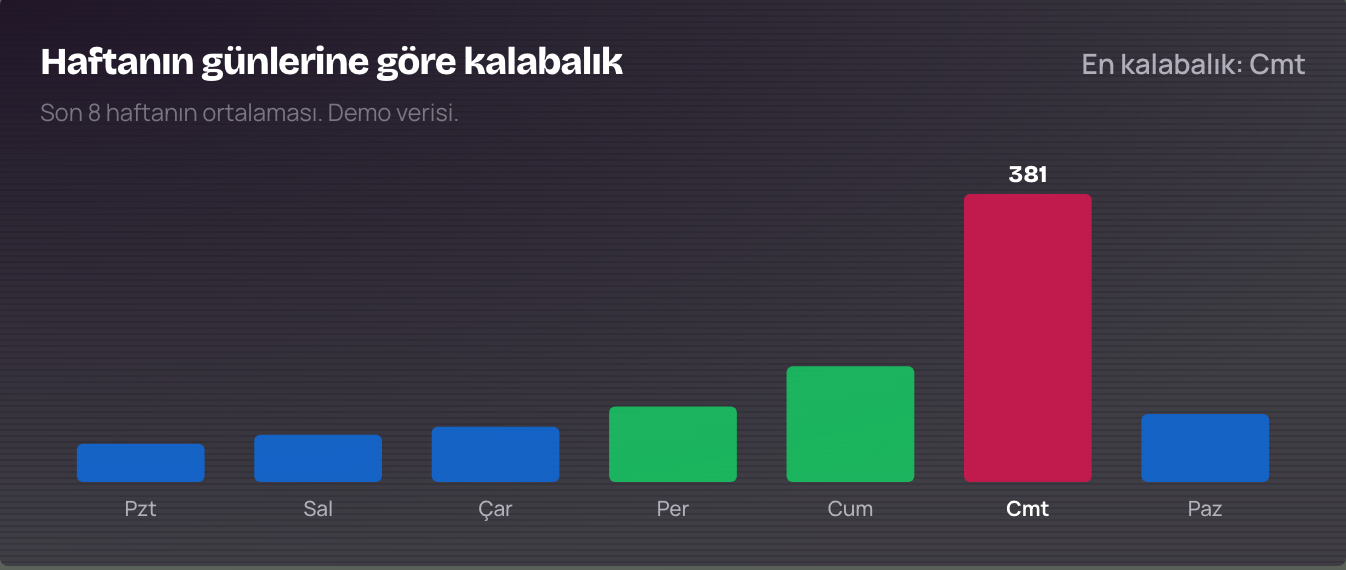 Haftanın günlerine göre kalabalık
En kalabalık: Cmt
Son 8 haftanın ortalaması. Demo verisi.
381
Pzt
Sal
Çar
Per
Cum
Cmt
Paz